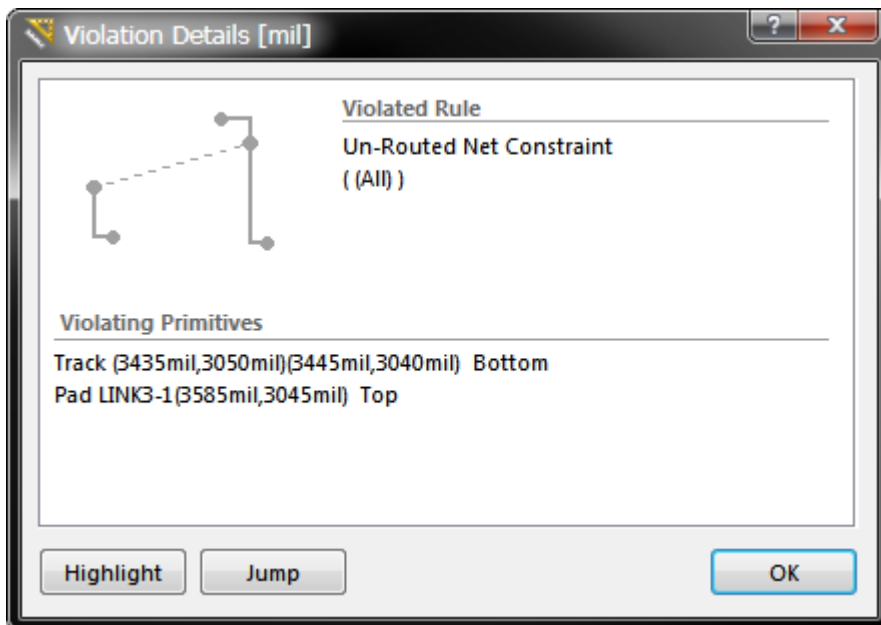 Violation Details [mil]
?
Violated Rule
Un-Routed Net Constraint
( (All) )
Violating Primitives
Track (3435mil,3050mil)(3445mil,3040mil) Bottom
Pad LINK3-1(3585mil,3045mil) Top
Highlight
Jump
OK